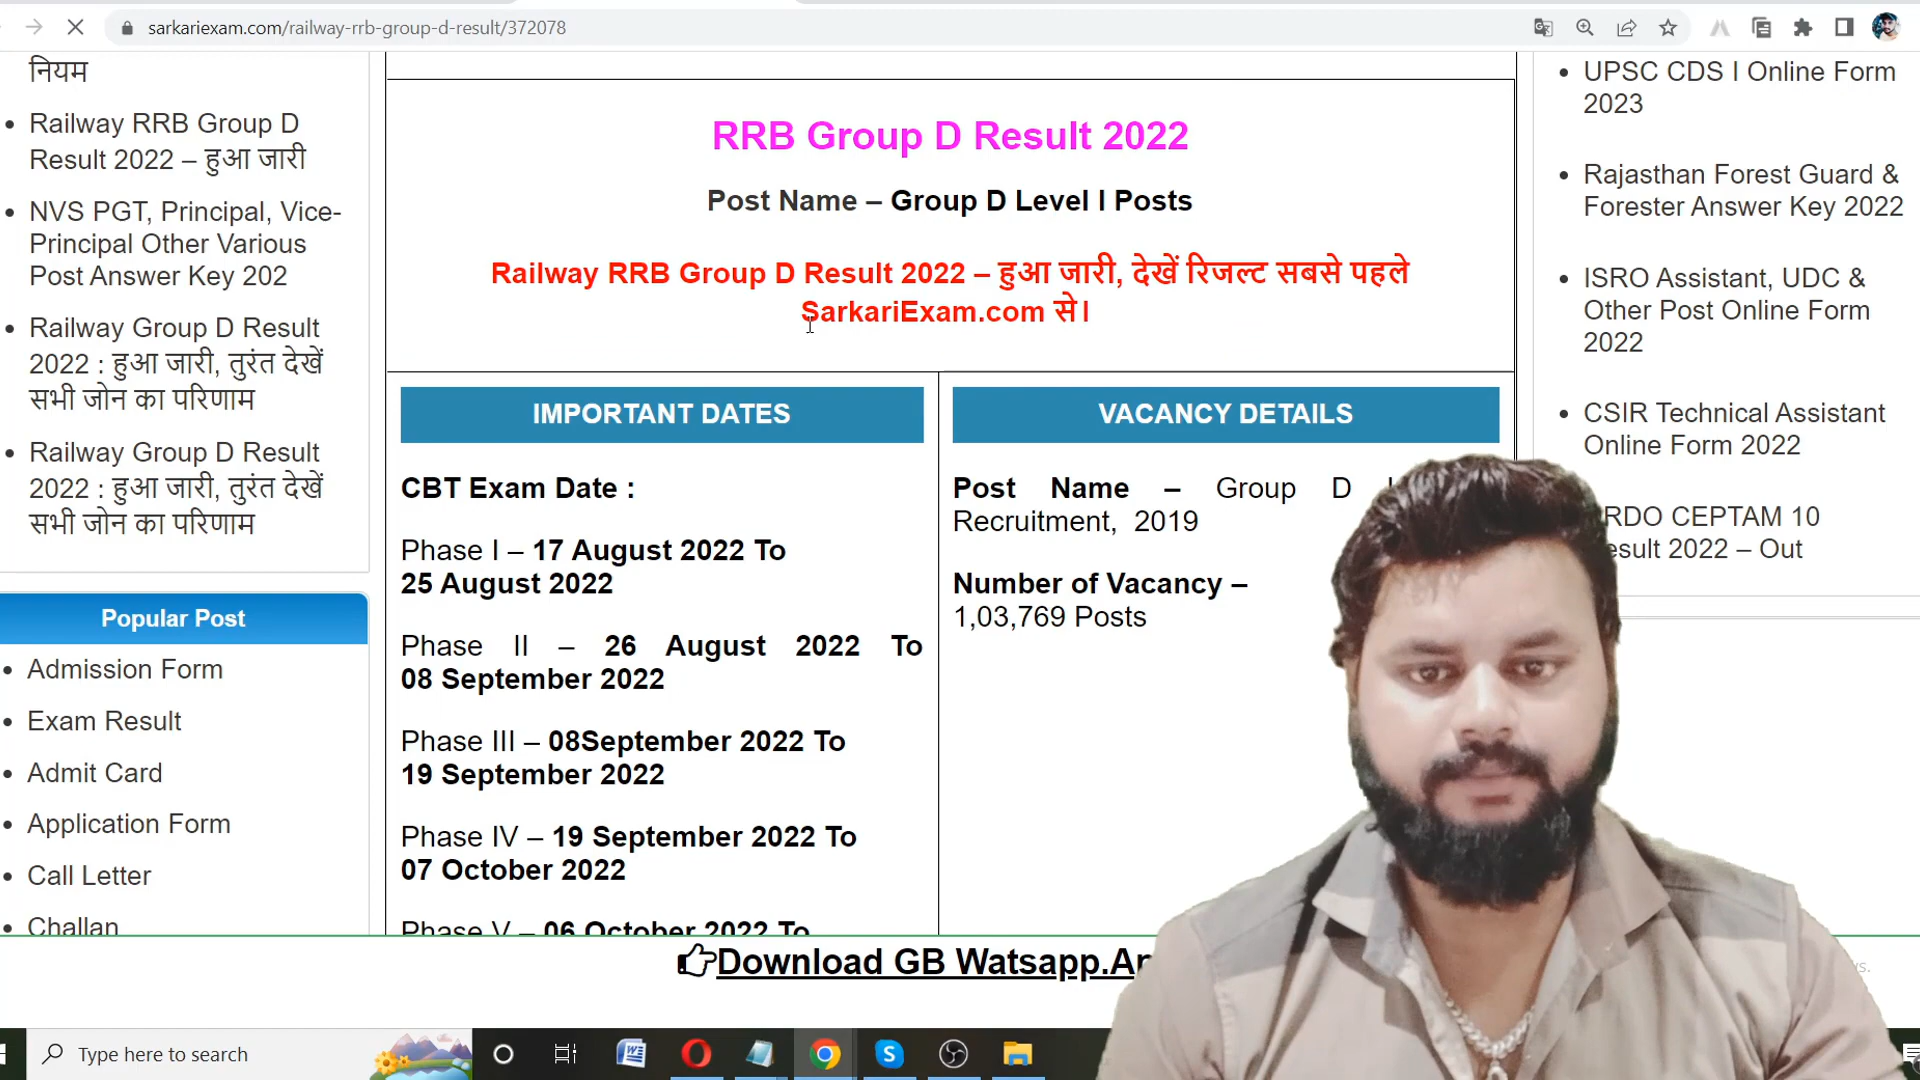 sarkariexam.com/railway-rrb-group-d-result/372078
नियम
Railway RRB Group D
Result 2022 – हुआ जारी
NVS PGT, Principal, Vice-
Principal Other Various
Post Answer Key 202
Railway Group D Result
2022 : हुआ जारी, तुरंत देखें
सभी जोन का परिणाम
Railway Group D Result
2022 : हुआ जारी, तुरंत देखें
सभी जोन का परिणाम
Popular Post
Admission Form
Exam Result
Admit Card
Application Form
Call Letter
Challan
RRB Group D Result 2022
Post Name – Group D Level I Posts
Railway RRB Group D Result 2022 – हुआ जारी, देखें रिजल्ट सबसे पहले
SarkariExam.com से।
IMPORTANT DATES
CBT Exam Date :
Phase I – 17 August 2022 To
25 August 2022
Phase II – 26 August 2022 To
08 September 2022
Phase III – 08September 2022 To
19 September 2022
Phase IV – 19 September 2022 To
07 October 2022
Phase V – 06 October 2022 To
VACANCY DETAILS
Post Name – Group D
Recruitment, 2019
Number of Vacancy –
1,03,769 Posts
UPSC CDS I Online Form
2023
Rajasthan Forest Guard &
Forester Answer Key 2022
ISRO Assistant, UDC &
Other Post Online Form
2022
CSIR Technical Assistant
Online Form 2022
RDO CEPTAM 10
esult 2022 – Out
Download GB Watsapp.Ap
Type here to search